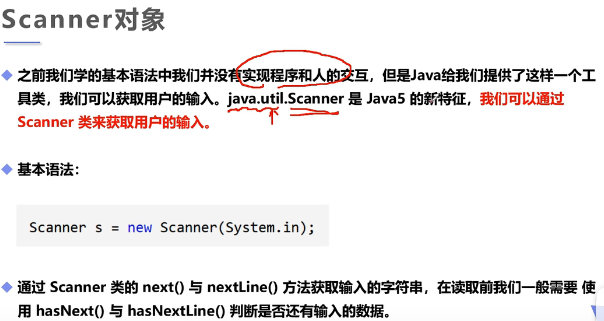 Scanner对象
之前我们学的基本语法中我们并没有实现程序和人的交互，但是Java给我们提供了这样一个工
具类，我们可以获取用户的输入。java.util.Scanner 是 Java5 的新特征，我们可以通过
Scanner 类来获取用户的输入。
基本语法：
Scanner s = new Scanner(System.in);
通过 Scanner 类的 next() 与 nextLine() 方法获取输入的字符串，在读取前我们一般需要 使
用 hasNext() 与 hasNextLine() 判断是否还有输入的数据。